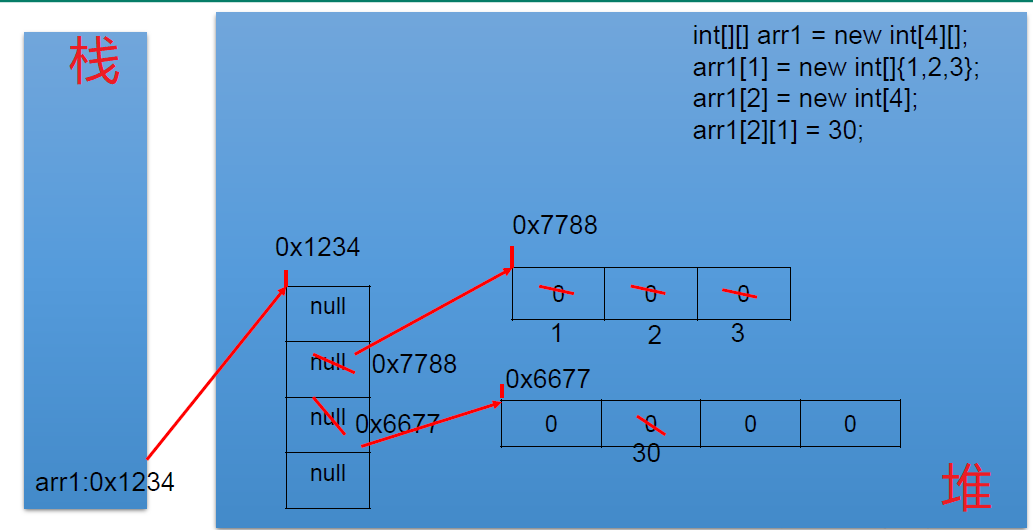 栈
int[][] arr1 = new int[4][];
arr1[1] = new int[]{1,2,3};
arr1[2] = new int[4];
arr1[2][1] = 30;
0x7788
0x1234
null
0 0 0
1 2 3
null 0x7788
0x6677
null 0x6677
0 0 0 0
30
null
arr1:0x1234
堆